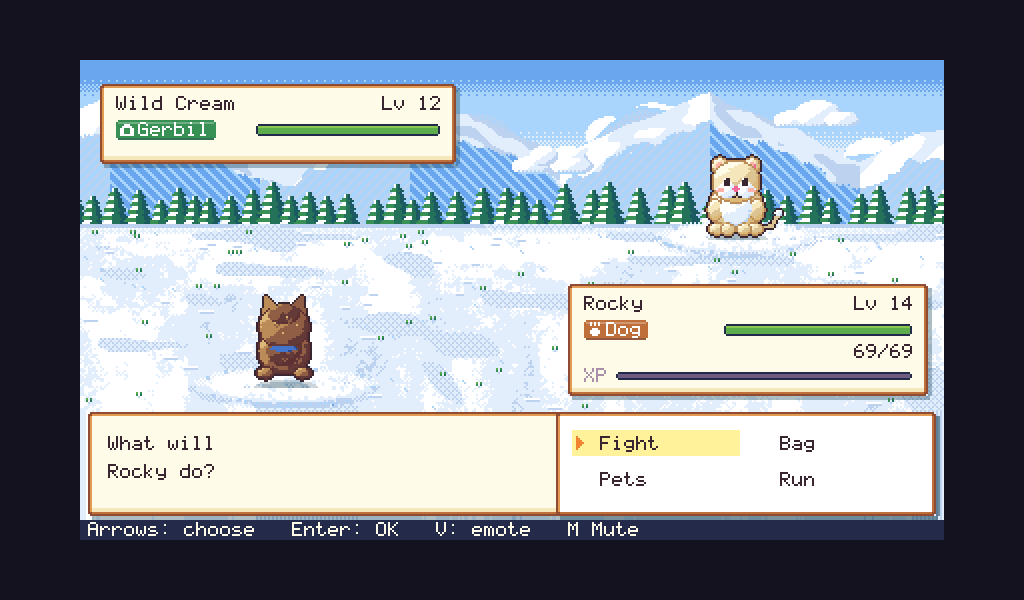 Wild Cream Lv 12
Gerbil
Rocky Lv 14
Dog
69/69
XP
What will
Rocky do?
Fight Bag
Pets Run
Arrows: choose Enter: OK V: emote M Mute